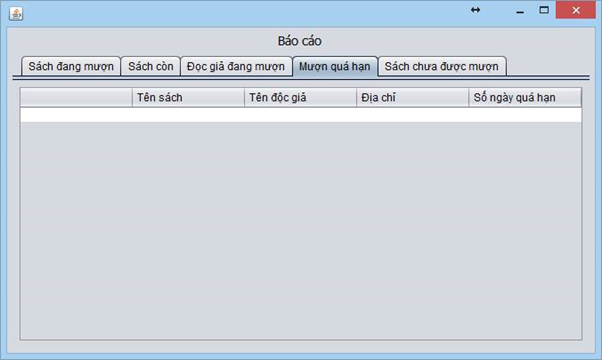 Báo cáo
Sách đang mượn Sách còn Đọc giả đang mượn Mượn quá hạn Sách chưa được mượn
Tên sách Tên độc giả Địa chỉ Số ngày quá hạn